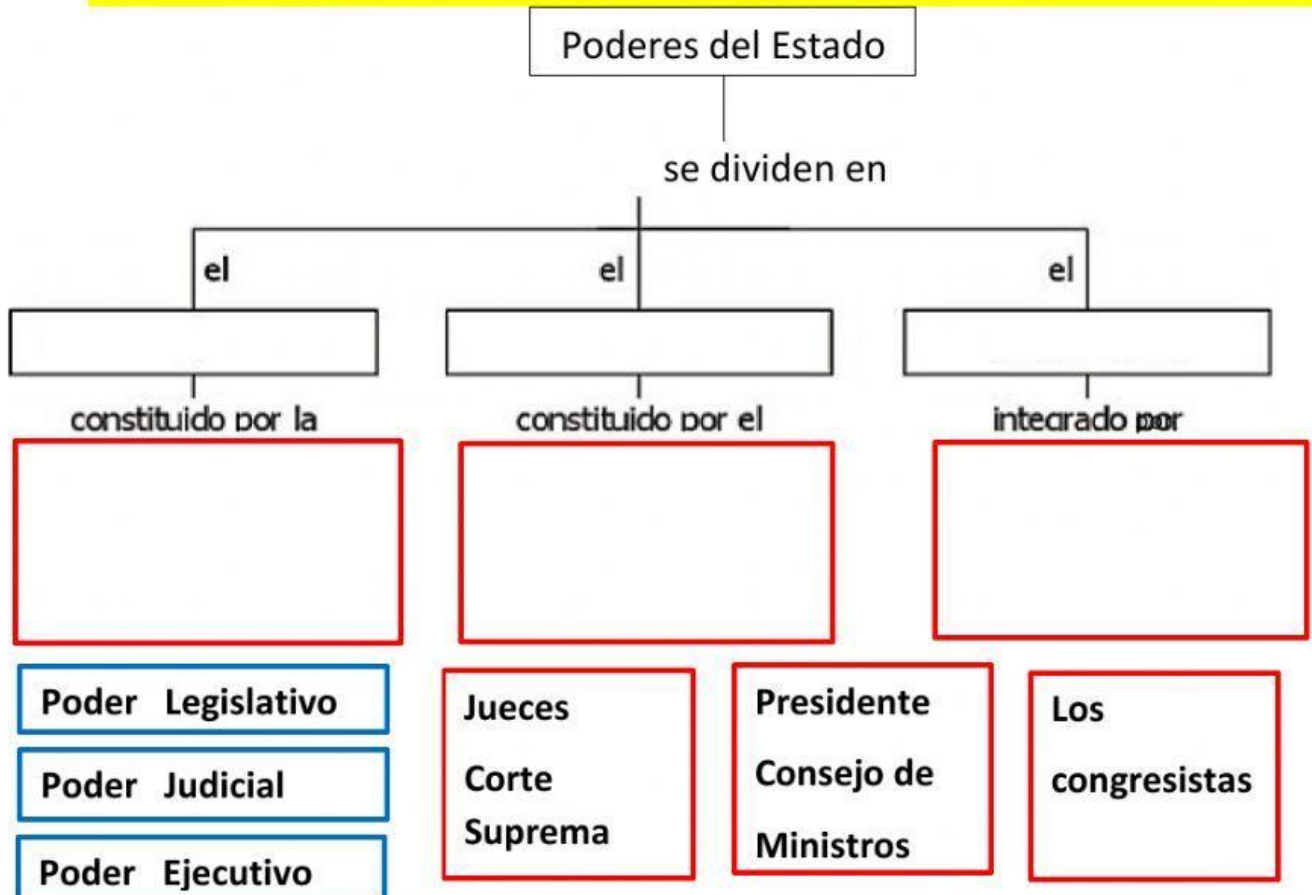 Poderes del Estado
se dividen en
el
el
el
constituido por la
constituido por el
integrado por
Poder Legislativo
Poder Judicial
Poder Ejecutivo
Jueces
Corte
Suprema
Presidente
Consejo de
Ministros
Los
congresistas